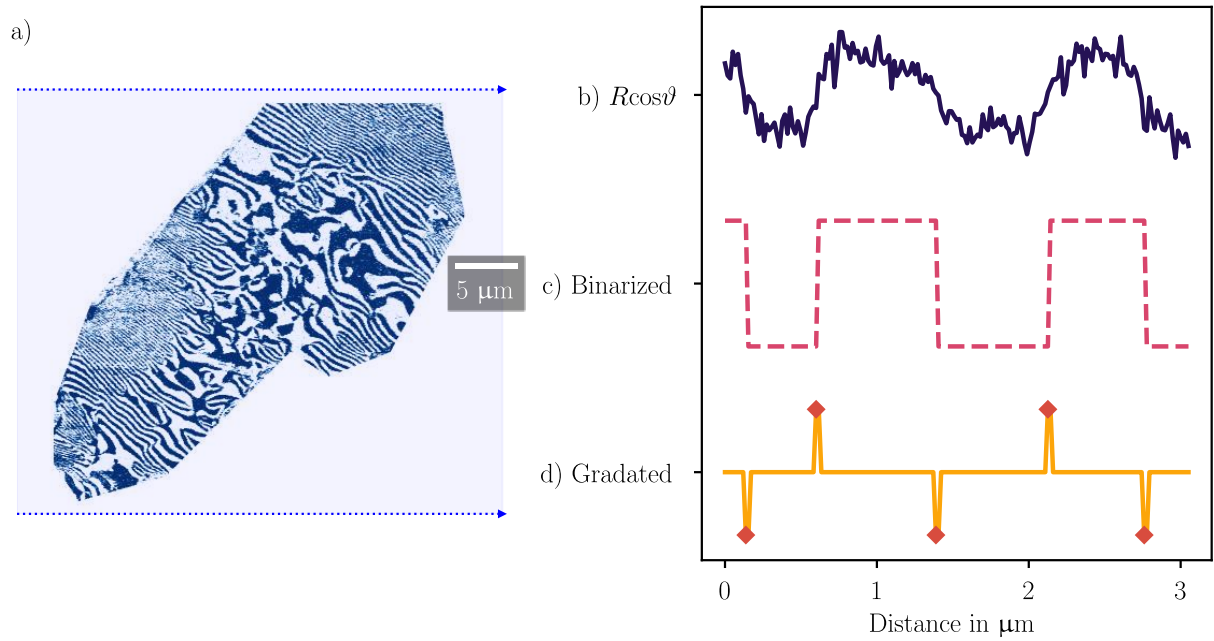 a)
5 μm
b) Rcosϑ
c) Binarized
d) Gradated
0 1 2 3
Distance in μm